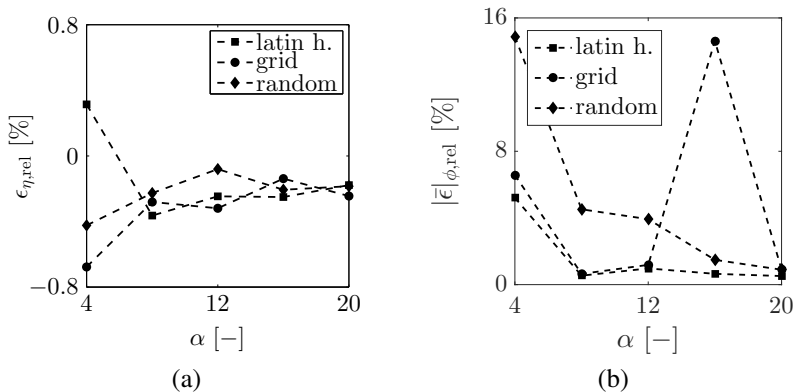 0.8
0
−0.8
ϵη,rel [%]
latin h.
grid
random
4 12 20
α [−]
(a)
16
8
0
|ϵ̄|ϕ,rel [%]
latin h.
grid
random
4 12 20
α [−]
(b)